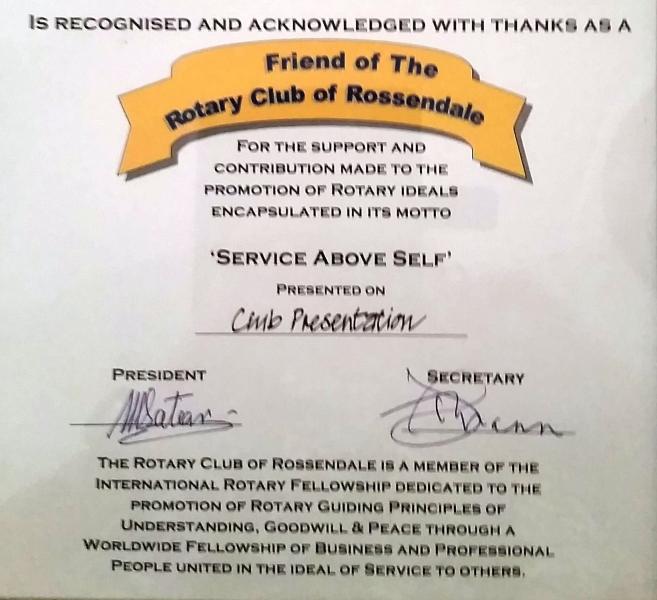 IS RECOGNISED AND ACKNOWLEDGED WITH THANKS AS A
Friend of The
Rotary Club of Rossendale
FOR THE SUPPORT AND
CONTRIBUTION MADE TO THE
PROMOTION OF ROTARY IDEALS
ENCAPSULATED IN ITS MOTTO
'SERVICE ABOVE SELF'
PRESENTED ON
Club Presentation
PRESIDENT
SECRETARY
THE ROTARY CLUB OF ROSSENDALE IS A MEMBER OF THE
INTERNATIONAL ROTARY FELLOWSHIP DEDICATED TO THE
PROMOTION OF ROTARY GUIDING PRINCIPLES OF
UNDERSTANDING, GOODWILL & PEACE THROUGH A
WORLDWIDE FELLOWSHIP OF BUSINESS AND PROFESSIONAL
PEOPLE UNITED IN THE IDEAL OF SERVICE TO OTHERS.